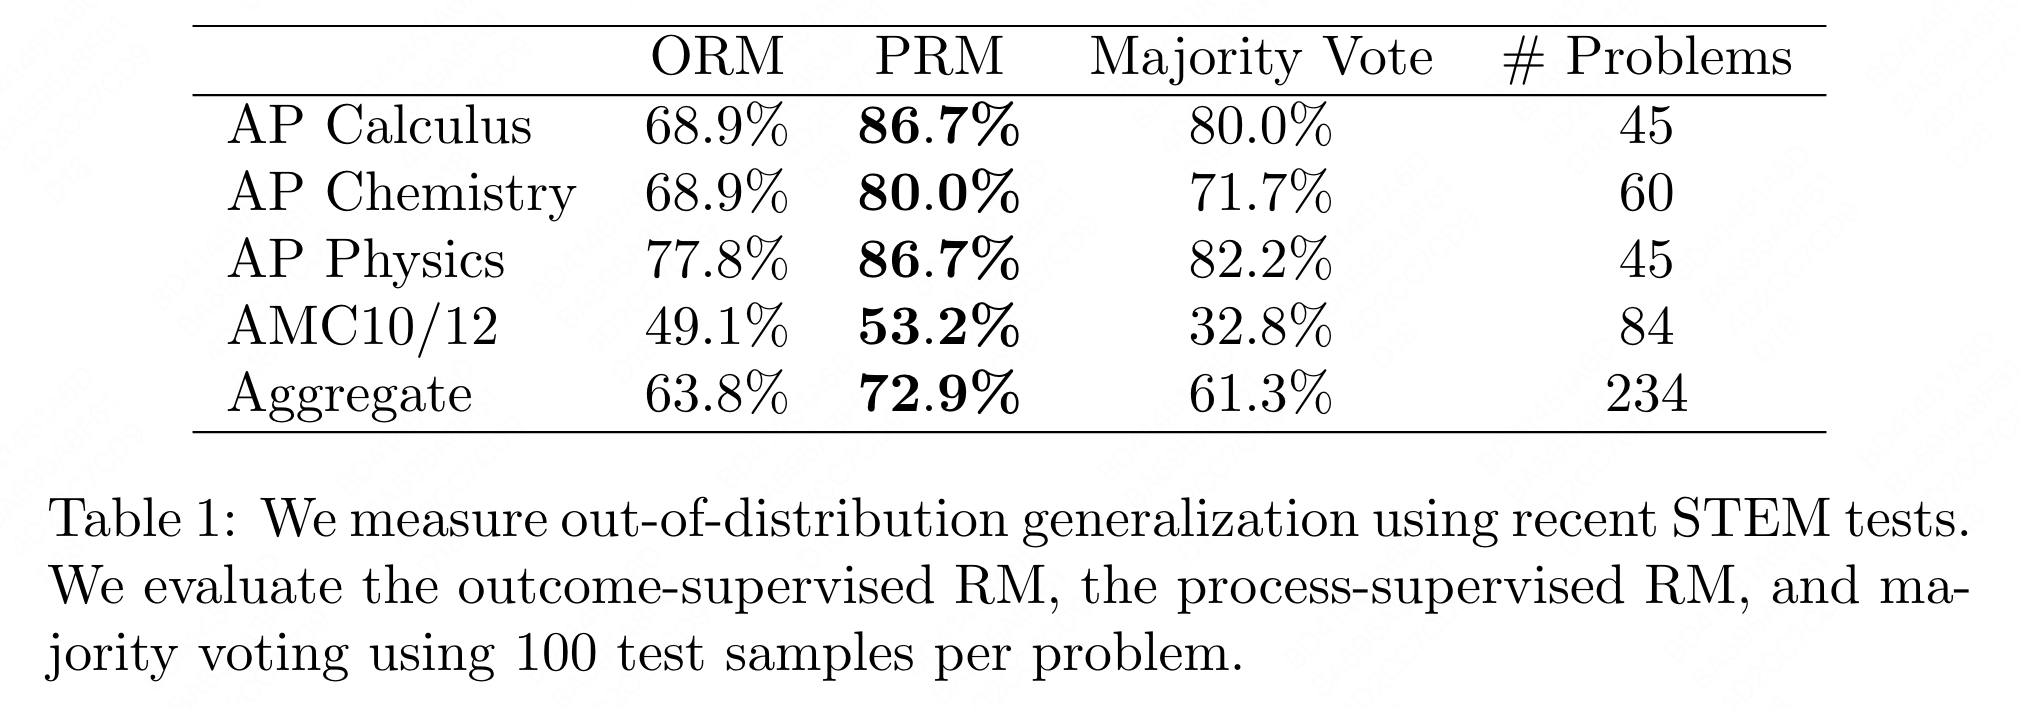 ORM PRM Majority Vote # Problems
AP Calculus 68.9% 86.7% 80.0% 45
AP Chemistry 68.9% 80.0% 71.7% 60
AP Physics 77.8% 86.7% 82.2% 45
AMC10/12 49.1% 53.2% 32.8% 84
Aggregate 63.8% 72.9% 61.3% 234
Table 1: We measure out-of-distribution generalization using recent STEM tests.
We evaluate the outcome-supervised RM, the process-supervised RM, and ma-
jority voting using 100 test samples per problem.